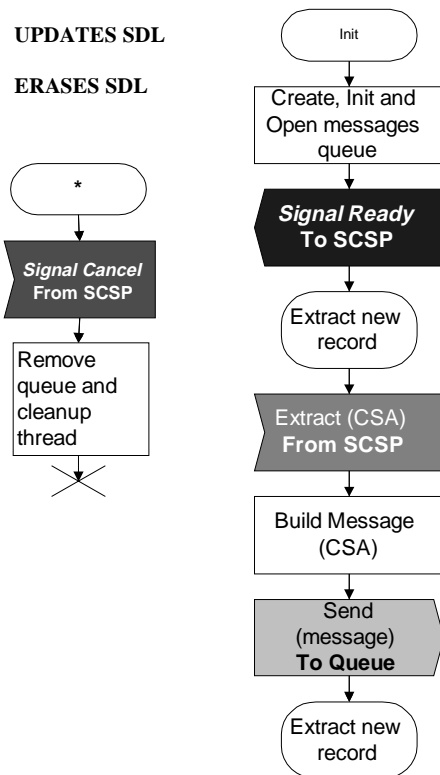 UPDATES SDL
ERASES SDL
*
Signal Cancel
From SCSP
Remove
queue and
cleanup
thread
Init
Create, Init and
Open messages
queue
Signal Ready
To SCSP
Extract new
record
Extract (CSA)
From SCSP
Build Message
(CSA)
Send
(message)
To Queue
Extract new
record